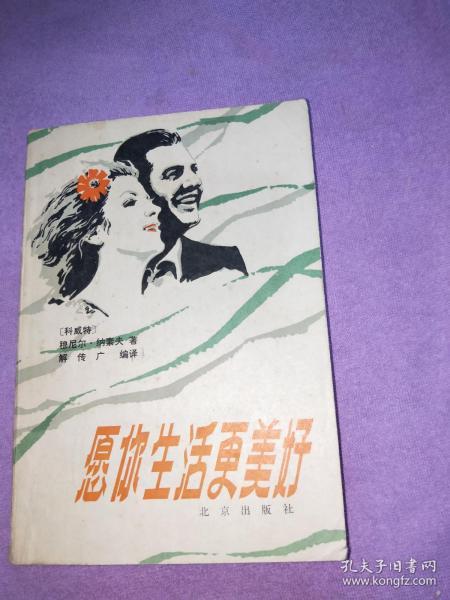 [科威特]
穆尼尔·纳素夫 著
解传广 编译
愿你生活更美好
北京出版社
孔夫子旧书网
www.kongfz.com